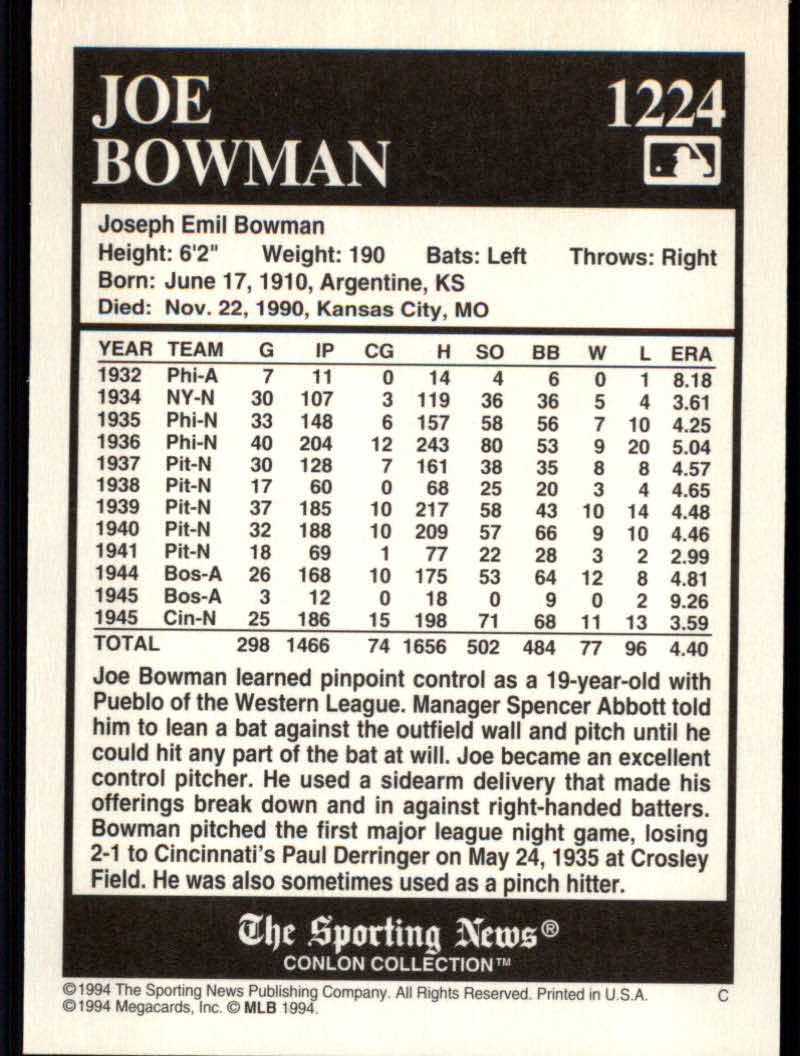 JOE
BOWMAN
1224
Joseph Emil Bowman
Height: 6'2" Weight: 190 Bats: Left Throws: Right
Born: June 17, 1910, Argentine, KS
Died: Nov. 22, 1990, Kansas City, MO
YEAR TEAM G IP CG H SO BB W L ERA
1932 Phi-A 7 11 0 14 4 6 0 1 8.18
1934 NY-N 30 107 3 119 36 36 5 4 3.61
1935 Phi-N 33 148 6 157 58 56 7 10 4.25
1936 Phi-N 40 204 12 243 80 53 9 20 5.04
1937 Pit-N 30 128 7 161 38 35 8 8 4.57
1938 Pit-N 17 60 0 68 25 20 3 4 4.65
1939 Pit-N 37 185 10 217 58 43 10 14 4.48
1940 Pit-N 32 188 10 209 57 66 9 10 4.46
1941 Pit-N 18 69 1 77 22 28 3 2 2.99
1944 Bos-A 26 168 10 175 53 64 12 8 4.81
1945 Bos-A 3 12 0 18 0 9 0 2 9.26
1945 Cin-N 25 186 15 198 71 68 11 13 3.59
TOTAL 298 1466 74 1656 502 484 77 96 4.40
Joe Bowman learned pinpoint control as a 19-year-old with
Pueblo of the Western League. Manager Spencer Abbott told
him to lean a bat against the outfield wall and pitch until he
could hit any part of the bat at will. Joe became an excellent
control pitcher. He used a sidearm delivery that made his
offerings break down and in against right-handed batters.
Bowman pitched the first major league night game, losing
2-1 to Cincinnati's Paul Derringer on May 24, 1935 at Crosley
Field. He was also sometimes used as a pinch hitter.
The Sporting News®
CONLON COLLECTION™
©1994 The Sporting News Publishing Company. All Rights Reserved. Printed in U.S.A. C
©1994 Megacards, Inc. © MLB 1994.